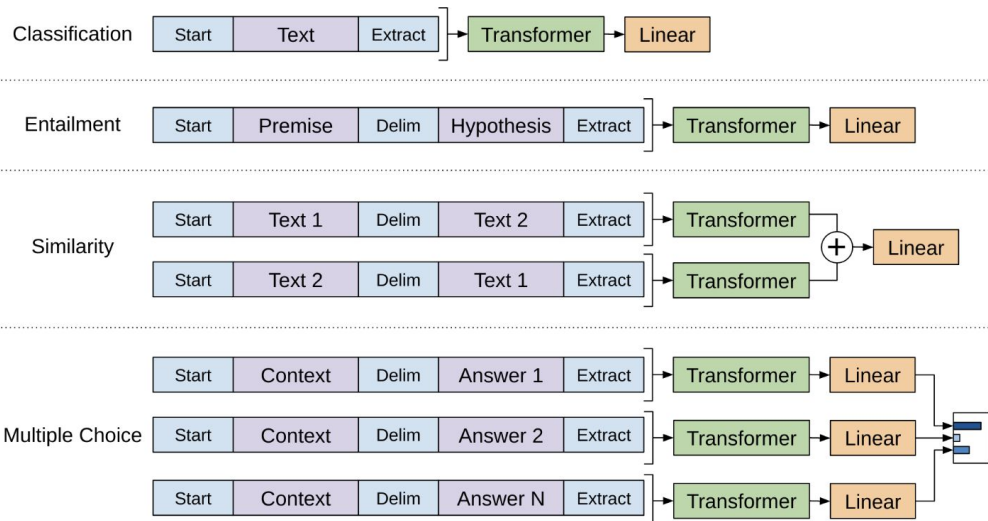 Classification Start Text Extract Transformer Linear
Entailment Start Premise Delim Hypothesis Extract Transformer Linear
Similarity
Start Text 1 Delim Text 2 Extract Transformer
+ Linear
Start Text 2 Delim Text 1 Extract Transformer
Multiple Choice
Start Context Delim Answer 1 Extract Transformer Linear
Start Context Delim Answer 2 Extract Transformer Linear
Start Context Delim Answer N Extract Transformer Linear